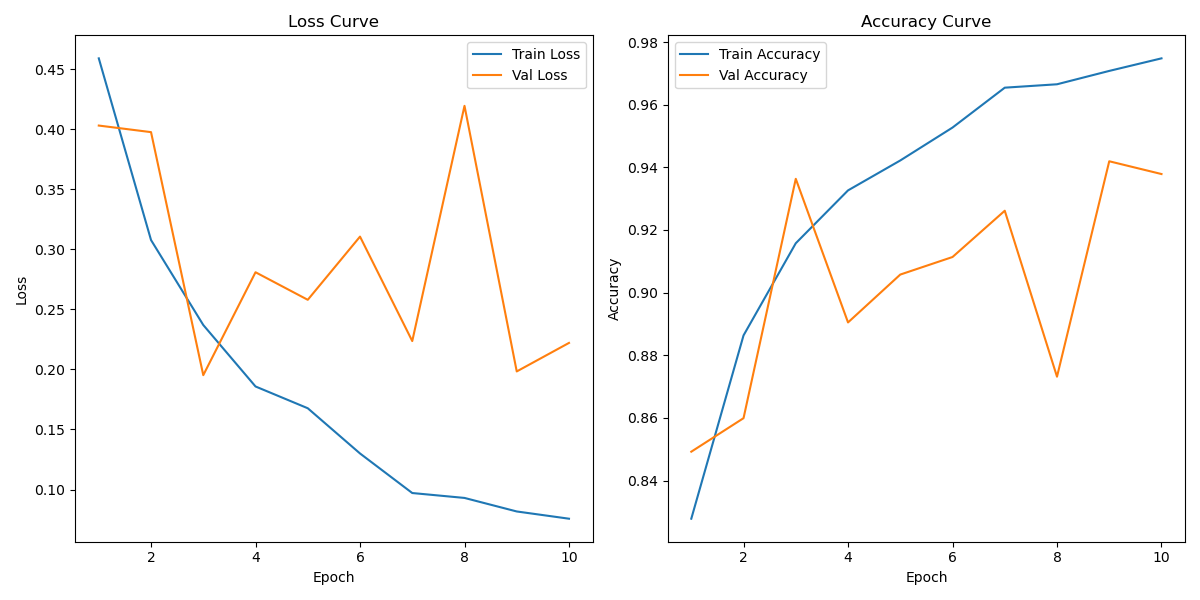 Loss Curve
Train Loss
Val Loss
0.45
0.40
0.35
0.30
0.25
0.20
0.15
0.10
Loss
2
4
6
8
10
Epoch
Accuracy Curve
Train Accuracy
Val Accuracy
0.98
0.96
0.94
0.92
0.90
0.88
0.86
0.84
Accuracy
2
4
6
8
10
Epoch